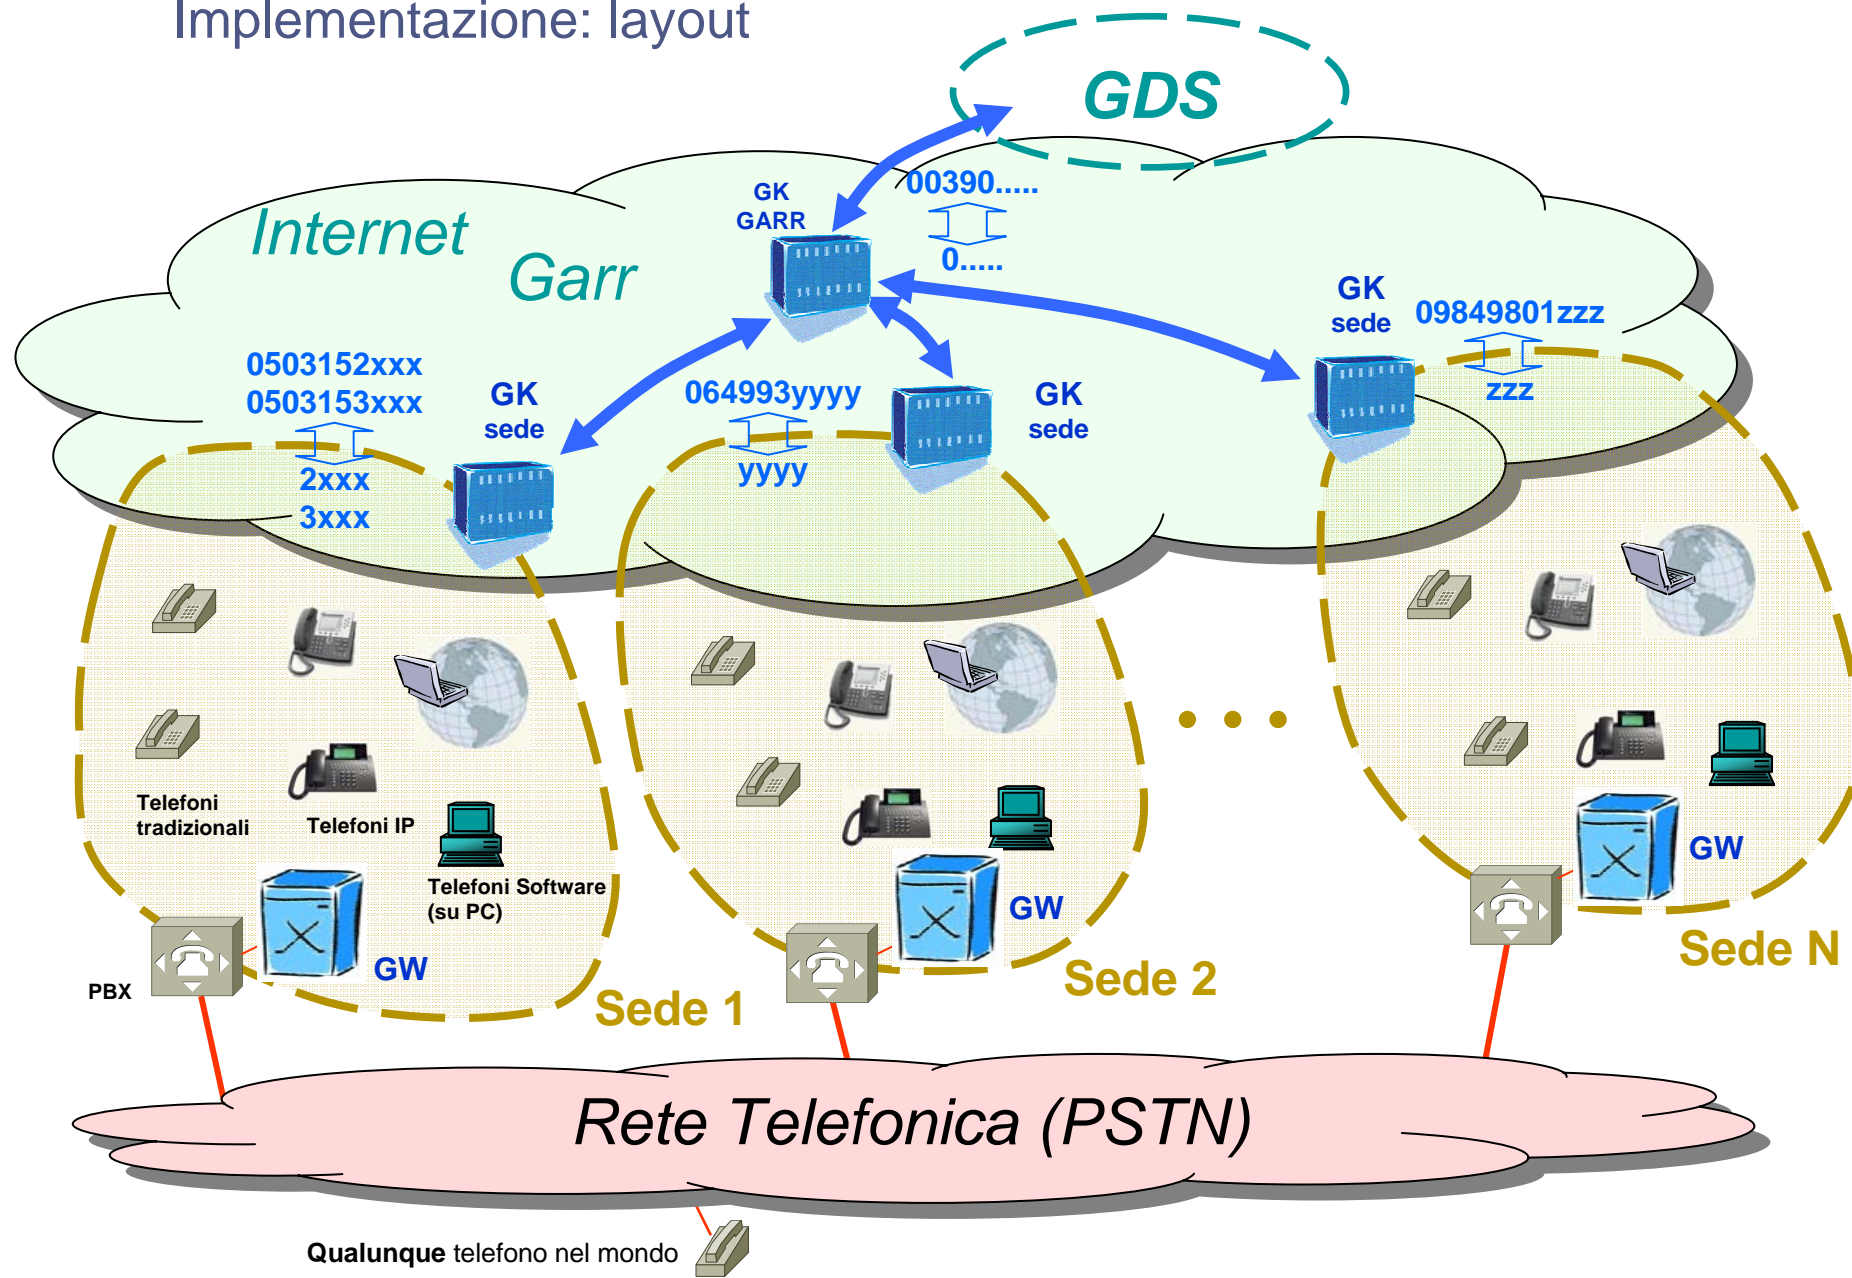 Implementazione: layout
GDS
GK
GARR
00390.....
0.....
Internet
Garr
GK
sede
09849801zzz
zzz
0503152xxx
0503153xxx
2xxx
3xxx
GK
sede
064993yyyy
yyyy
GK
sede
Telefoni
tradizionali
Telefoni IP
Telefoni Software
(su PC)
GW
GW
GW
PBX
Sede 1
Sede 2
Sede N
Rete Telefonica (PSTN)
Qualunque telefono nel mondo